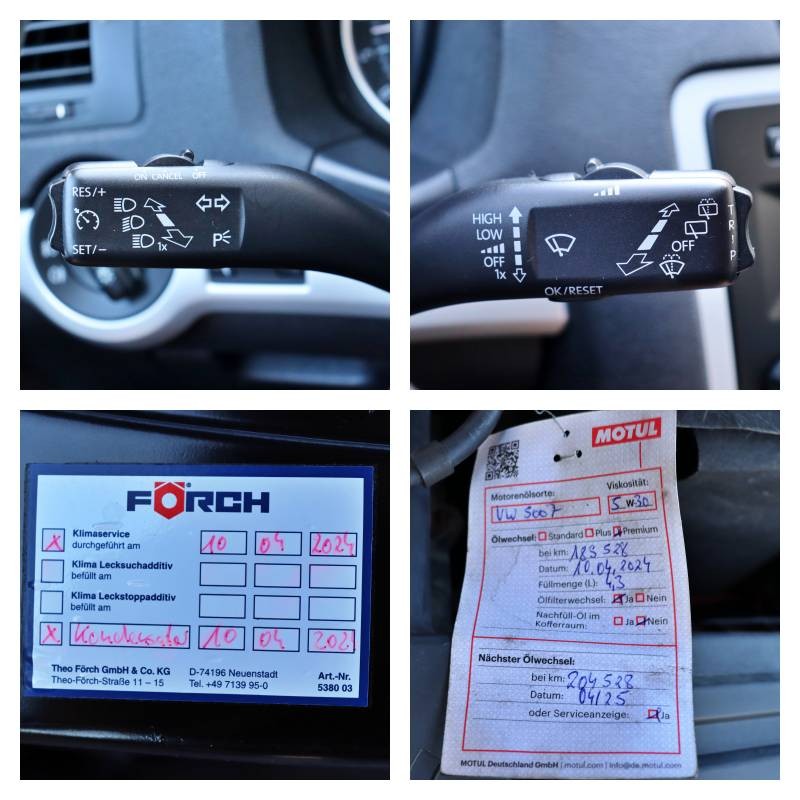 ON CANCEL OFF
RES/+
1x
P
SET/-
HIGH
LOW
OFF
1x
OFF
TRIP
OK/RESET
FÖRCH
X Klimaservice
durchgeführt am 10 04 2024
Klima Lecksuchadditiv
befüllt am
Klima Leckstoppadditiv
befüllt am
X Kondensator 10 04 2024
Theo Förch GmbH & Co. KG
Theo-Förch-Straße 11 – 15
D-74196 Neuenstadt
Tel. +49 7139 95-0
Art.-Nr.
5380 03
MOTUL
Motorenölsorte: Viskosität:
VW 5007 5W-30
Ölwechsel: Standard Plus Premium
bei km: 183 528
Datum: 10.04.2024
Füllmenge (L): 4,3
Ölfilterwechsel: Ja Nein
Nachfüll-Öl im
Kofferraum: Ja Nein
Nächster Ölwechsel:
bei km: 204 528
Datum: 04/25
oder Serviceanzeige: Ja
MOTUL Deutschland GmbH | motul.com | info@de.motul.com